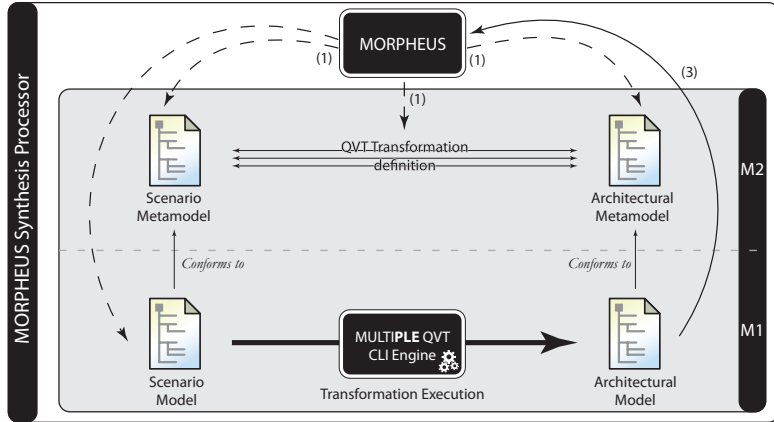 MORPHEUS Synthesis Processor
MORPHEUS
(1)
(1)
(1)
(3)
QVT Transformation
definition
Scenario
Metamodel
Architectural
Metamodel
M2
Conforms to
Conforms to
M1
MULTIPLE QVT
CLI Engine
Scenario
Model
Transformation Execution
Architectural
Model